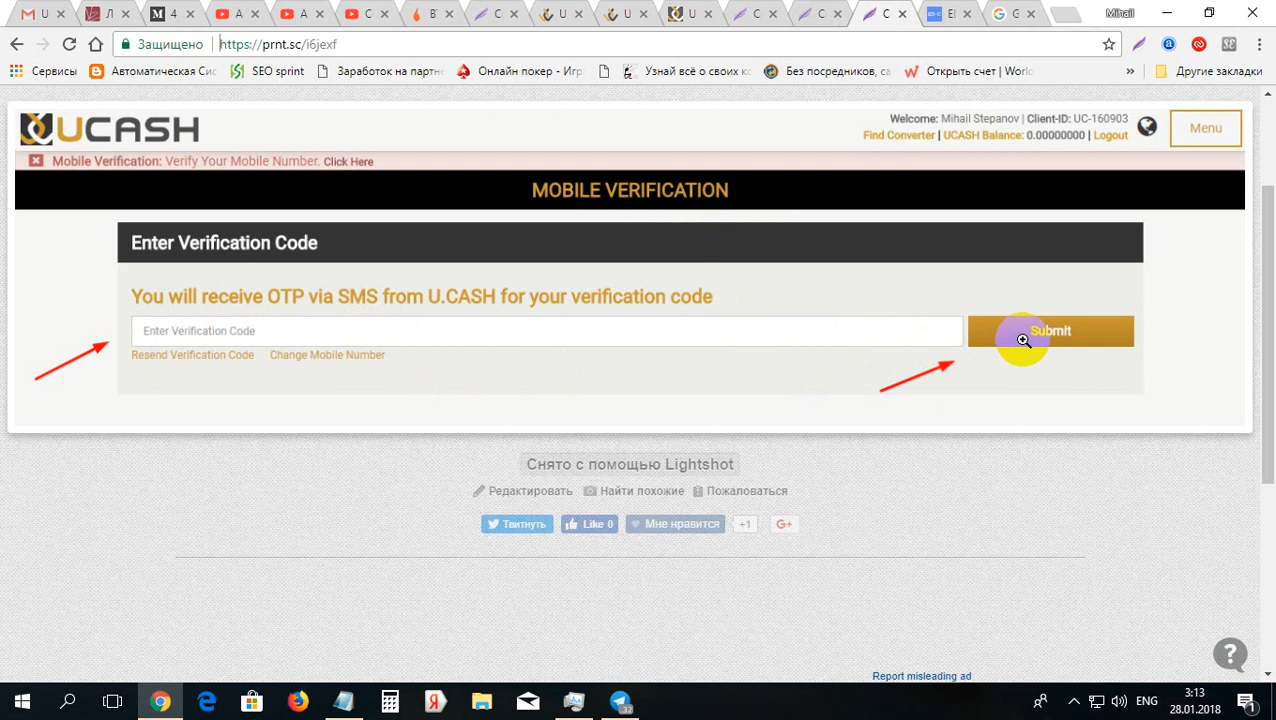 U
Л
4
A
A
C
C
U
U
U
C
C
C
G
Mihail
Защищено https://prnt.sc/i6jexf
Сервисы Автоматическая Сис SEO sprint Заработок на партне Онлайн покер - Игра Узнай всё о своих ко Без посредников, са Открыть счет | World » Другие закладки
UCASH
Welcome: Mihail Stepanov | Client-ID: UC-160903
Find Converter | UCASH Balance: 0.00000000 | Logout
Menu
Mobile Verification: Verify Your Mobile Number. Click Here
MOBILE VERIFICATION
Enter Verification Code
You will receive OTP via SMS from U.CASH for your verification code
Enter Verification Code Submit
Resend Verification Code Change Mobile Number
Снято с помощью Lightshot
Редактировать Найти похожие Пожаловаться
Твитнуть Like 0 Мне нравится +1 G+
?
Report misleading ad
ENG
3:13
28.01.2018